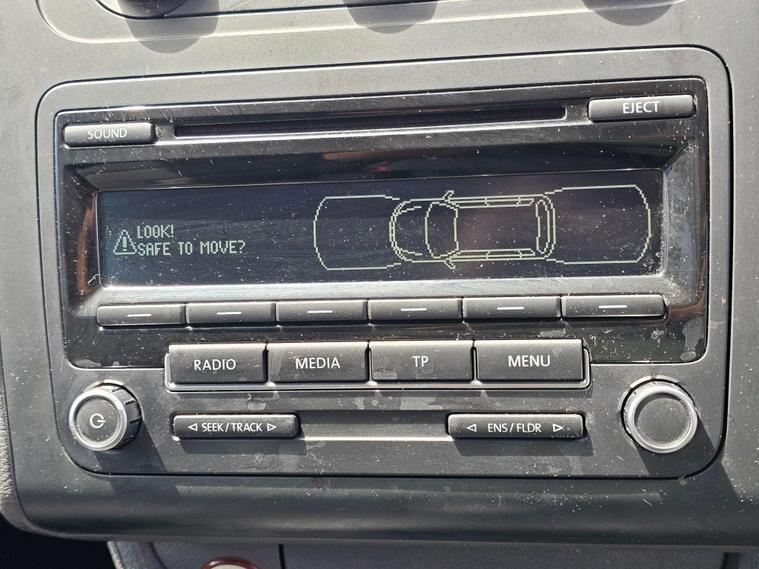 EJECT
SOUND
LOOK!
SAFE TO MOVE?
RADIO MEDIA TP MENU
SEEK / TRACK ENS / FLDR